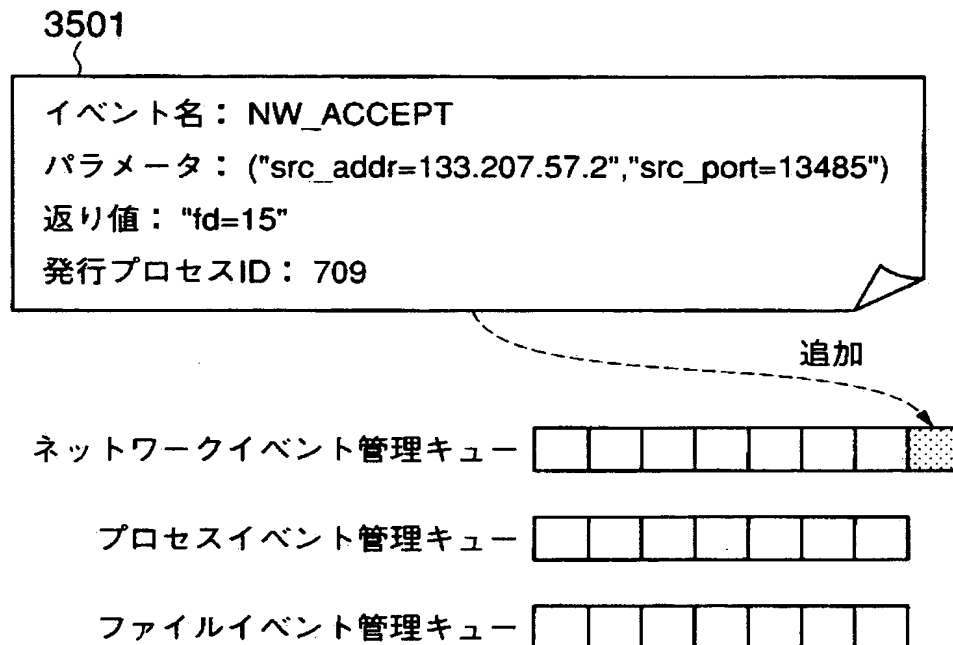 3501
イベント名： NW_ACCEPT
パラメータ： ("src_addr=133.207.57.2","src_port=13485")
返り値： "fd=15"
発行プロセスID： 709
追加
ネットワークイベント管理キュー
プロセスイベント管理キュー
ファイルイベント管理キュー